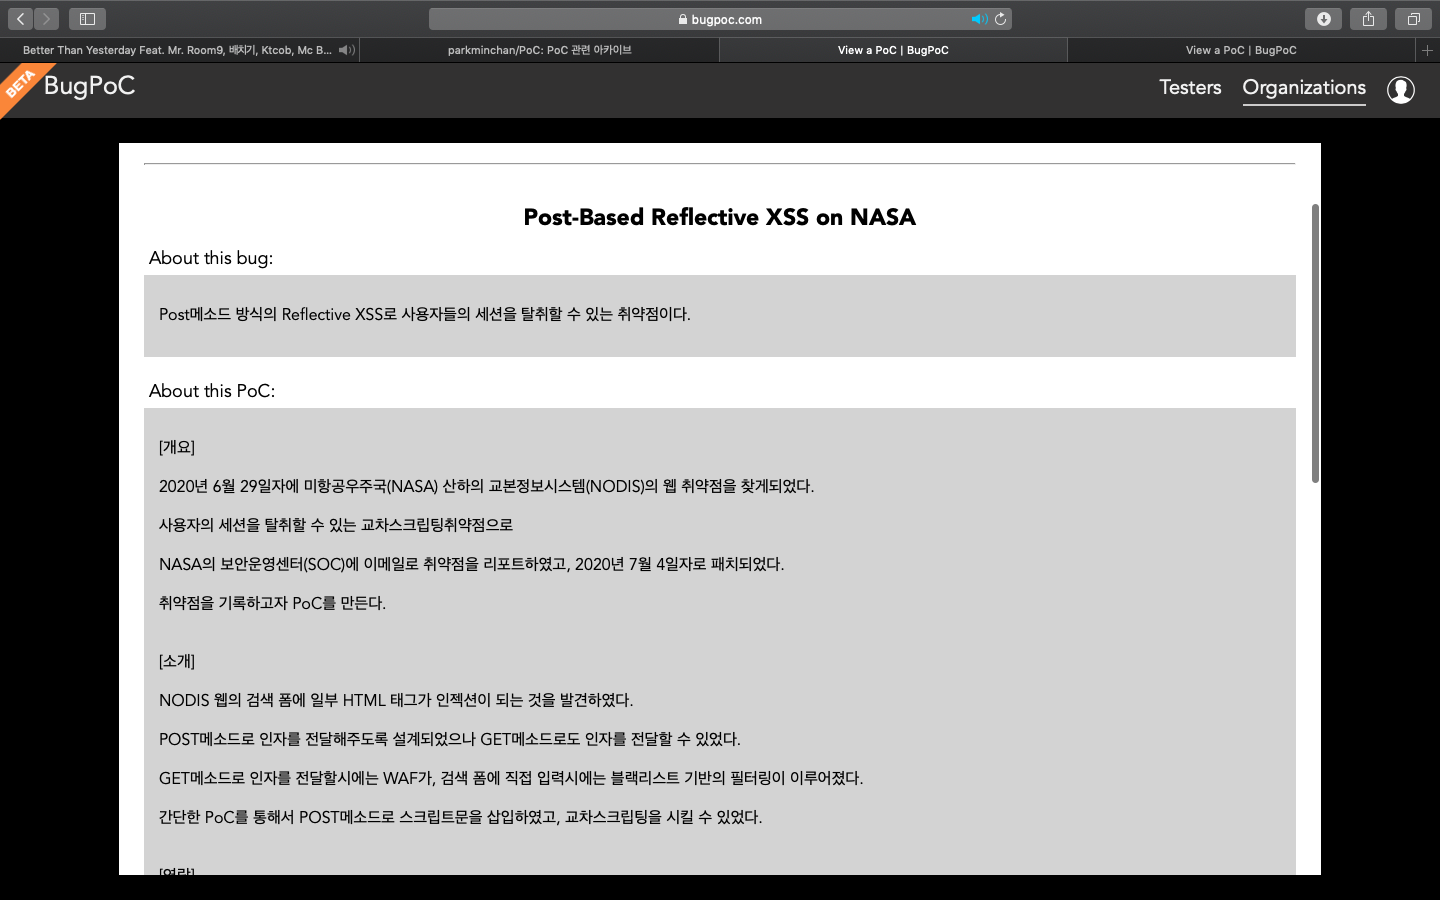 bugpoc.com
Better Than Yesterday Feat. Mr. Room9, 배치기, Ktcob, Mc B...
parkminchan/PoC: PoC 관련 아카이브
View a PoC | BugPoC
View a PoC | BugPoC
BETA
BugPoC
Testers
Organizations
Post-Based Reflective XSS on NASA
About this bug:
Post메소드 방식의 Reflective XSS로 사용자들의 세션을 탈취할 수 있는 취약점이다.
About this PoC:
[개요]
2020년 6월 29일자에 미항공우주국(NASA) 산하의 교본정보시스템(NODIS)의 웹 취약점을 찾게되었다.
사용자의 세션을 탈취할 수 있는 교차스크립팅취약점으로
NASA의 보안운영센터(SOC)에 이메일로 취약점을 리포트하였고, 2020년 7월 4일자로 패치되었다.
취약점을 기록하고자 PoC를 만든다.
[소개]
NODIS 웹의 검색 폼에 일부 HTML 태그가 인젝션이 되는 것을 발견하였다.
POST메소드로 인자를 전달해주도록 설계되었으나 GET메소드로도 인자를 전달할 수 있었다.
GET메소드로 인자를 전달할시에는 WAF가, 검색 폼에 직접 입력시에는 블랙리스트 기반의 필터링이 이루어졌다.
간단한 PoC를 통해서 POST메소드로 스크립트문을 삽입하였고, 교차스크립팅을 시킬 수 있었다.